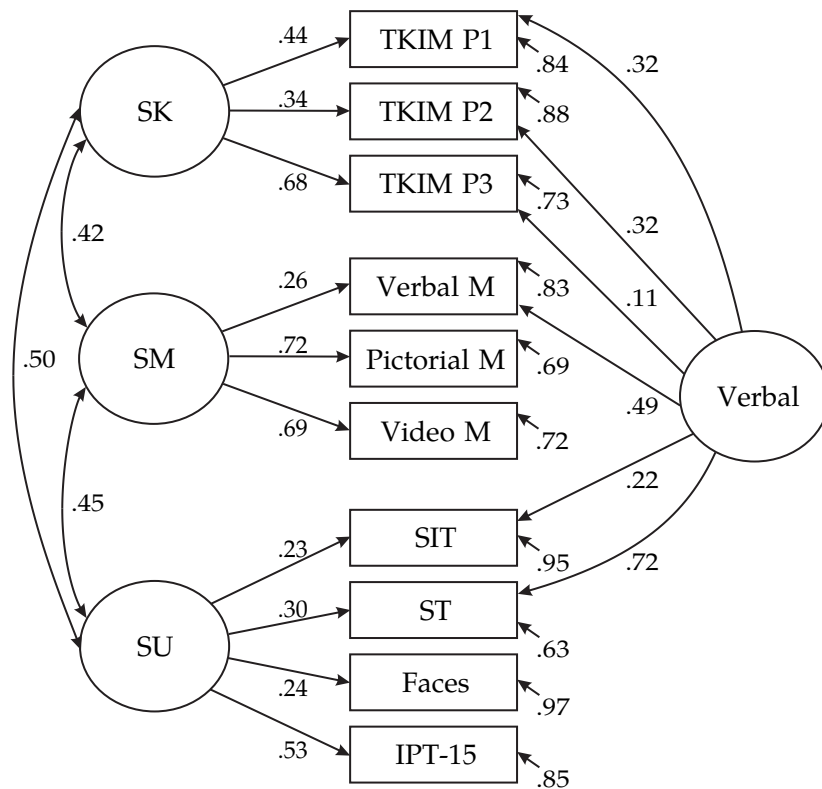 .44
TKIM P1
.84
.32
SK
.34
TKIM P2
.88
.68
TKIM P3
.73
.32
.42
.26
Verbal M
.83
.11
.50
SM
.72
Pictorial M
.69
Verbal
.69
Video M
.72
.49
.45
.22
.23
SIT
.95
.72
.30
ST
.63
SU
.24
Faces
.97
.53
IPT-15
.85